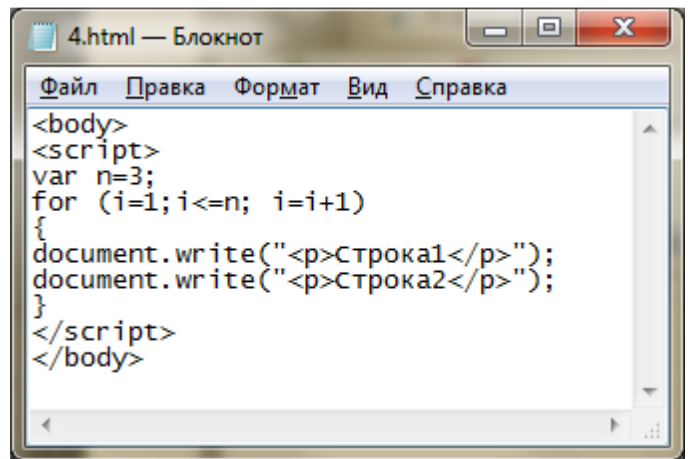 4.html — Блокнот
Файл Правка Формат Вид Справка
<body>
<script>
var n=3;
for (i=1;i<=n; i=i+1)
{
document.write("<p>Строка1</p>");
document.write("<p>Строка2</p>");
}
</script>
</body>